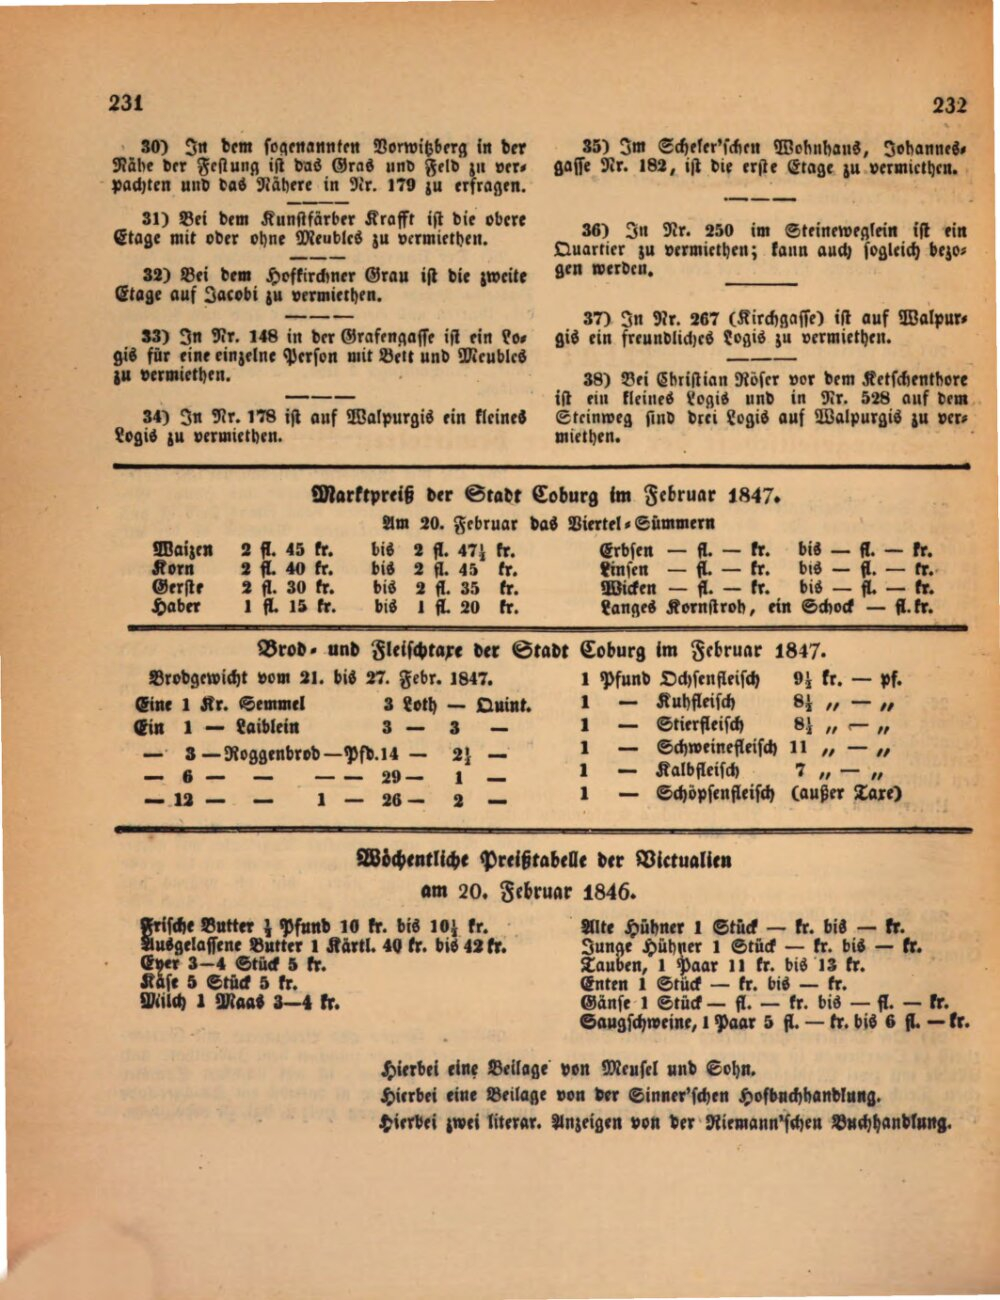 231
30) In dem sogenannten Vorwitzberg in der
Nähe der Festung ist das Gras und Feld zu ver-
pachten und das Nähere in Nr. 179 zu erfragen.
31) Bei dem Kunstfärber Krafft ist die obere
Etage mit oder ohne Meubles zu vermiethen.
32) Bei dem Hofkirchner Grau ist die zweite
Etage auf Jacobi zu vermiethen.
33) In Nr. 148 in der Grafengasse ist ein Lo-
gis für eine einzelne Person mit Bett und Meubles
zu vermiethen.
34) In Nr. 178 ist auf Walpurgis ein kleines
Logis zu vermiethen.
232
35) Im Scheler'schen Wohnhaus, Johannes-
gasse Nr. 182, ist die erste Etage zu vermiethen.
36) In Nr. 250 im Steineweglein ist ein
Quartier zu vermiethen; kann auch sogleich bezo-
gen werden.
37) In Nr. 267 (Kirchgasse) ist auf Walpur-
gis ein freundliches Logis zu vermiethen.
38) Bei Christian Röser vor dem Ketschenthore
ist ein kleines Logis und in Nr. 528 auf dem
Steinweg sind drei Logis auf Walpurgis zu ver-
miethen.
Marktpreiß der Stadt Coburg im Februar 1847.
Am 20. Februar das Viertel-Sümmern
Waizen 2 fl. 45 kr. bis 2 fl. 47½ kr.
Korn 2 fl. 40 kr. bis 2 fl. 45 kr.
Gerste 2 fl. 30 kr. bis 2 fl. 35 kr.
Haber 1 fl. 15 kr. bis 1 fl. 20 kr.
Erbsen — fl. — kr. bis — fl. — kr.
Linsen — fl. — kr. bis — fl. — kr.
Wicken — fl. — kr. bis — fl. — kr.
Langes Kornstroh, ein Schock — fl. kr.
Brod- und Fleischtaxe der Stadt Coburg im Februar 1847.
Brodgewicht vom 21. bis 27. Febr. 1847.
Eine 1 Kr. Semmel 3 Loth — Quint.
Ein 1 — Laiblein 3 — 3 —
— 3 — Roggenbrod — Pfd. 14 — 2½ —
— 6 — — — — 29 — 1 —
— 12 — — 1 — 26 — 2 —
1 Pfund Ochsenfleisch 9½ kr. — pf.
1 — Kuhfleisch 8½ „ — „
1 — Stierfleisch 8½ „ — „
1 — Schweinefleisch 11 „ — „
1 — Kalbfleisch 7 „ — „
1 — Schöpsenfleisch (außer Taxe)
Wöchentliche Preißtabelle der Victualien
am 20. Februar 1846.
Frische Butter ½ Pfund 10 kr. bis 10½ kr.
Ausgelassene Butter 1 Kärtl. 40 kr. bis 42 kr.
Eyer 3—4 Stück 5 kr.
Käse 5 Stück 5 kr.
Milch 1 Maas 3—4 kr.
Alte Hühner 1 Stück — kr. bis — kr.
Junge Hühner 1 Stück — kr. bis — kr.
Tauben, 1 Paar 11 kr. bis 13 kr.
Enten 1 Stück — kr. bis — kr.
Gänse 1 Stück — fl. — kr. bis — fl. — kr.
Saugschweine, 1 Paar 5 fl. — kr. bis 6 fl. — kr.
Hierbei eine Beilage von Meusel und Sohn.
Hierbei eine Beilage von der Sinner'schen Hofbuchhandlung.
Hierbei zwei literar. Anzeigen von der Riemann'schen Buchhandlung.